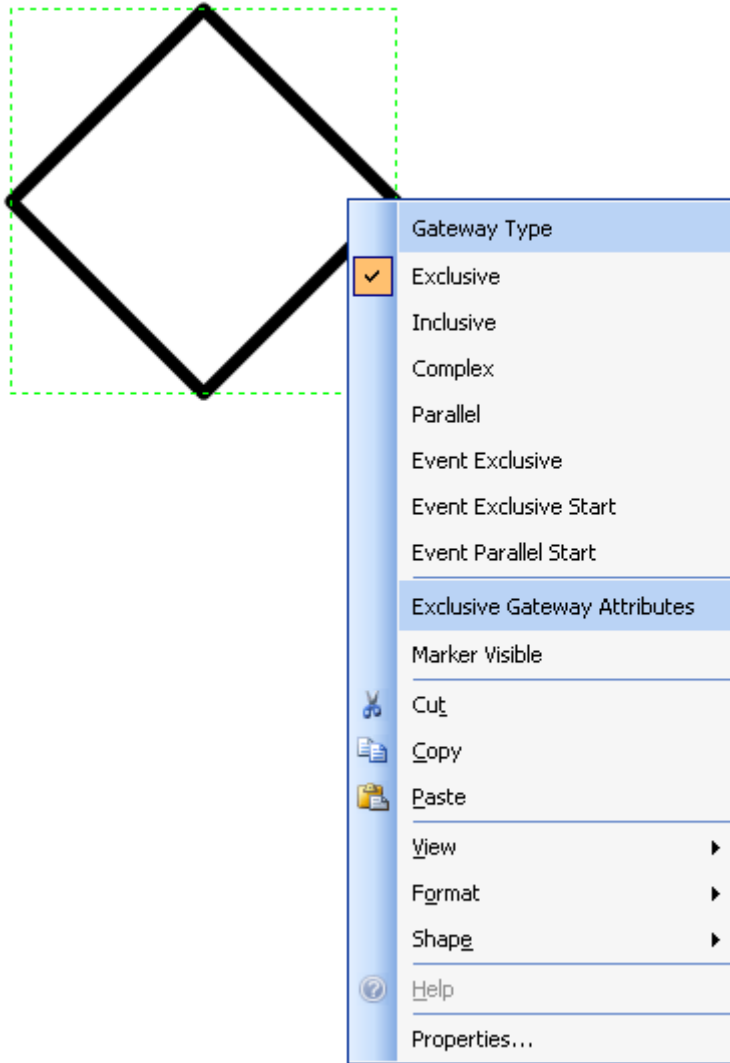 Gateway Type
Exclusive
Inclusive
Complex
Parallel
Event Exclusive
Event Exclusive Start
Event Parallel Start
Exclusive Gateway Attributes
Marker Visible
Cut
Copy
Paste
View
Format
Shape
Help
Properties...